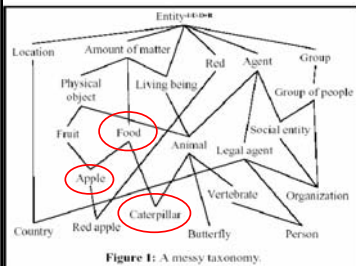 Entity
Location Amount of matter Red Agent Group
Physical object Living being Group of people
Fruit Food Animal Legal agent Social entity
Apple Vertebrate Organization
Country Red apple Caterpillar Butterfly Person
Figure 1: A messy taxonomy.